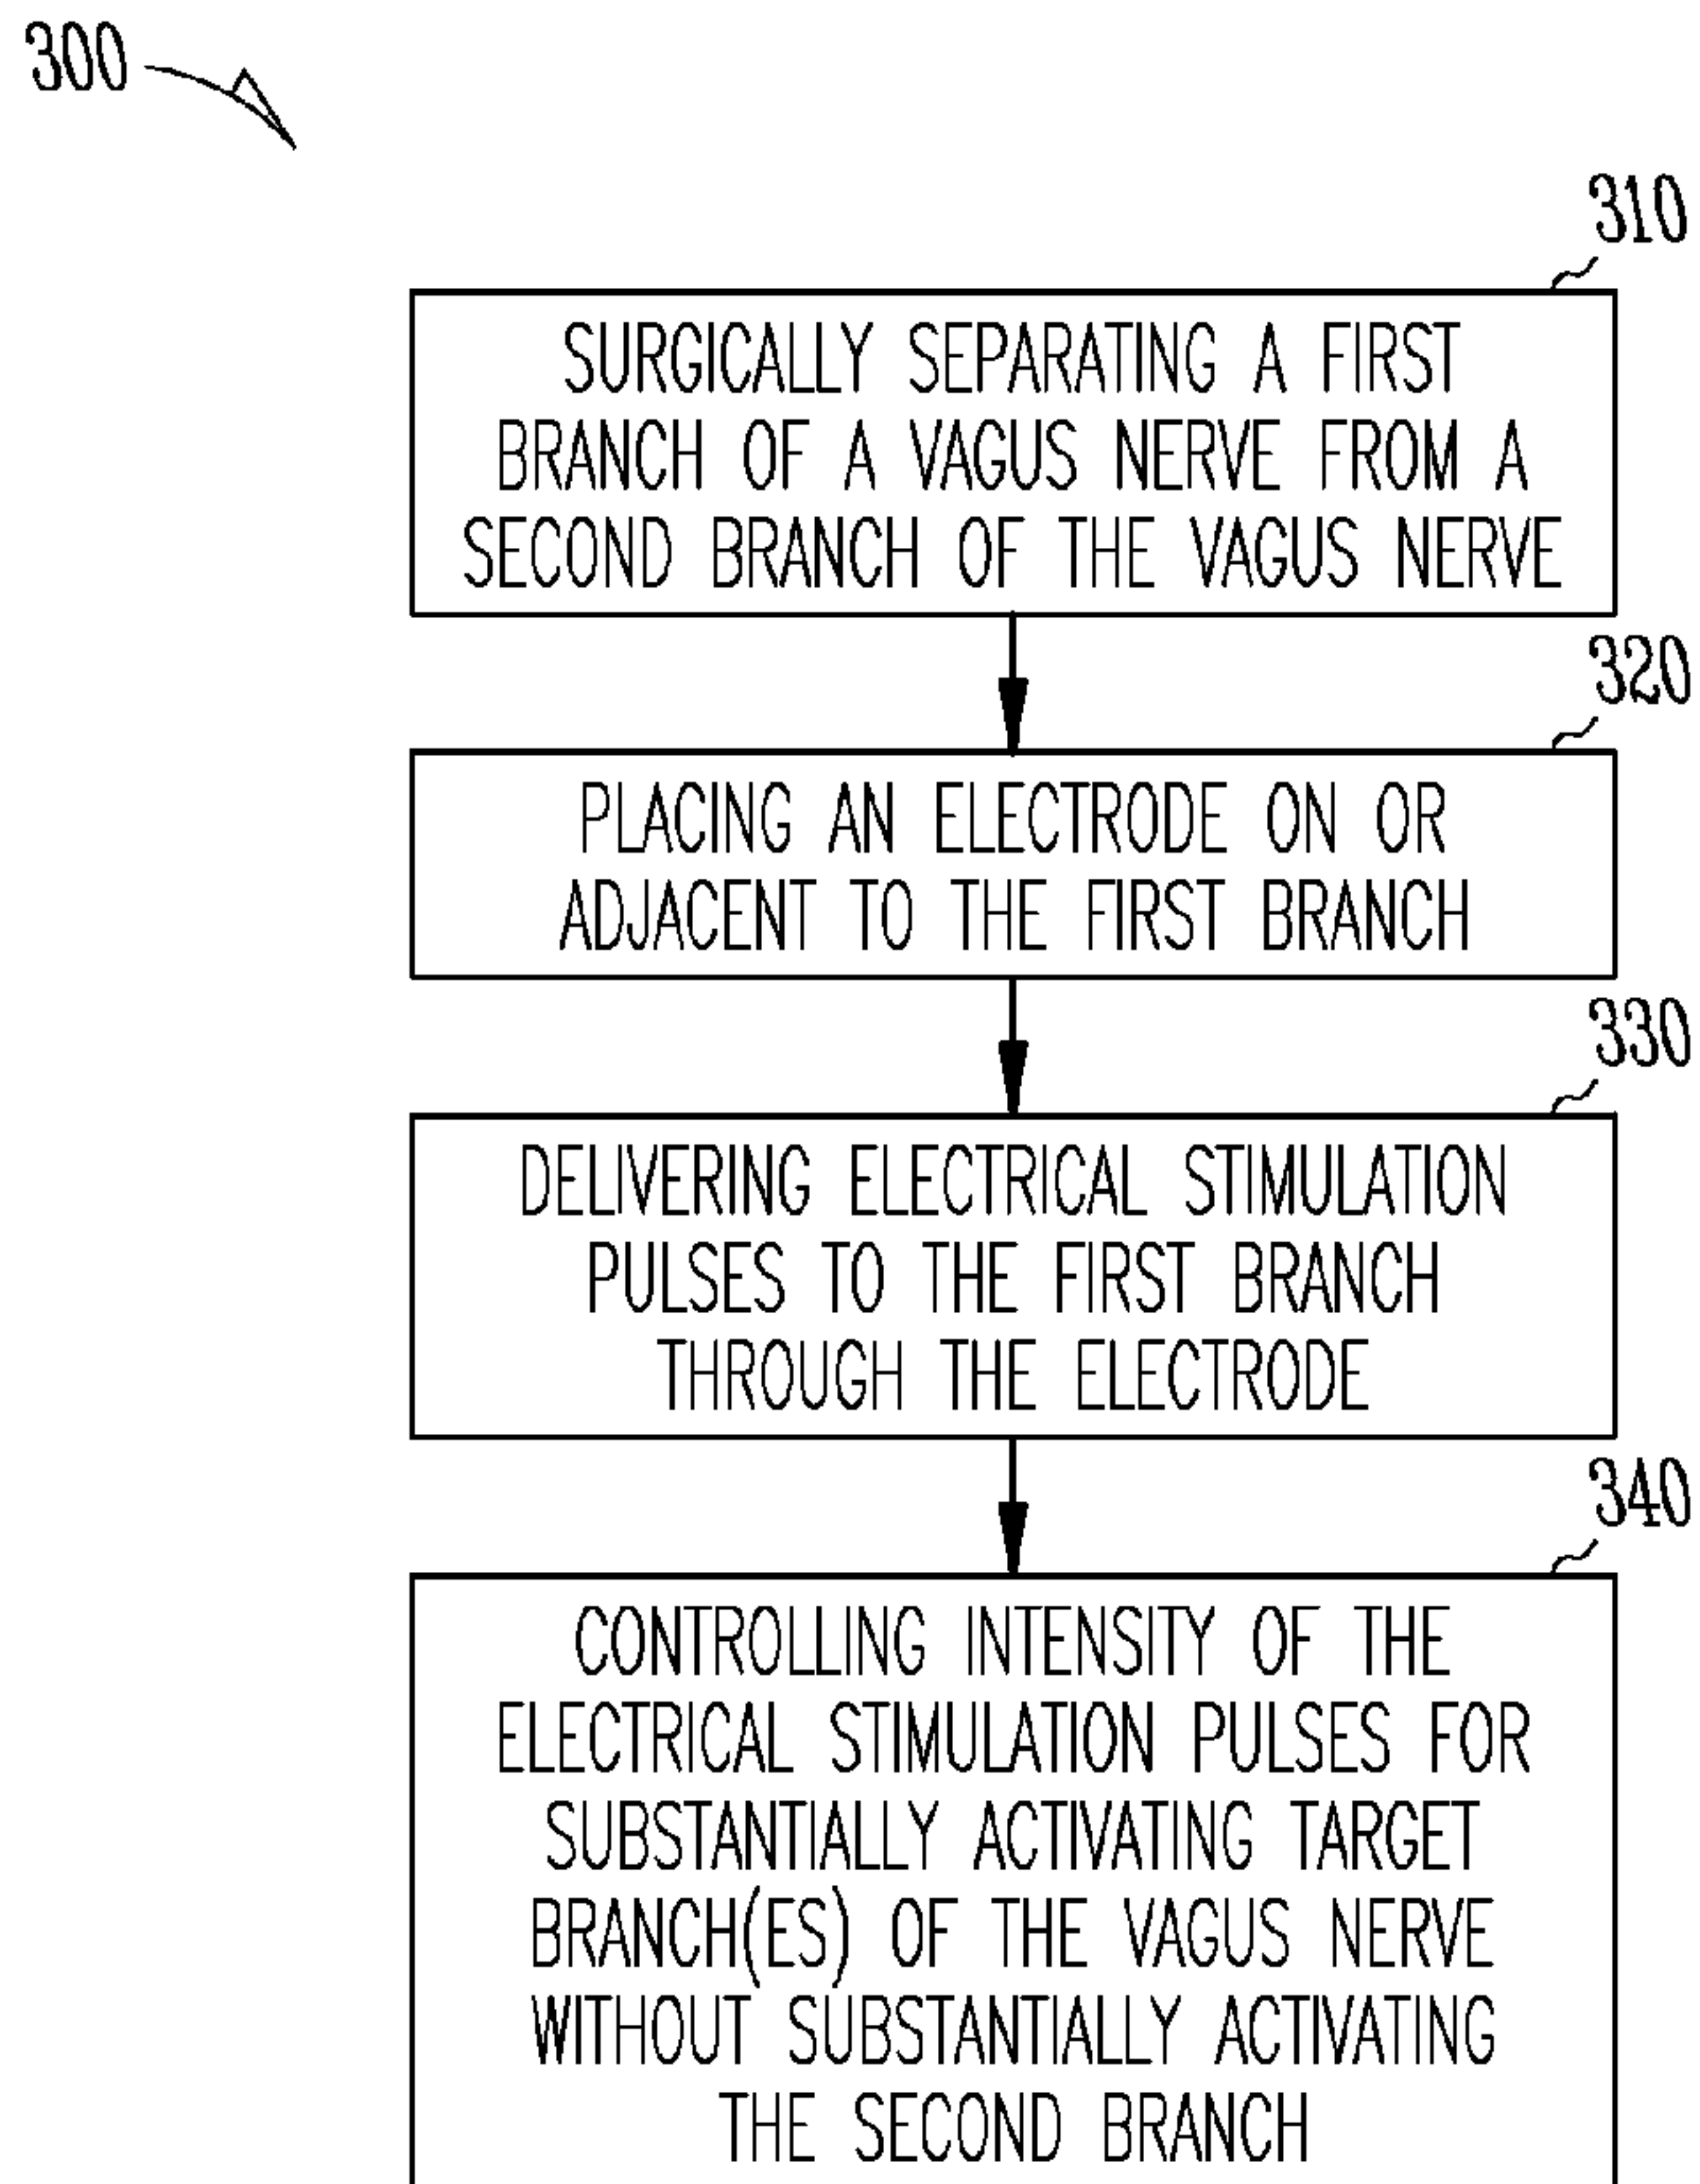 300
310
SURGICALLY SEPARATING A FIRST
BRANCH OF A VAGUS NERVE FROM A
SECOND BRANCH OF THE VAGUS NERVE
320
PLACING AN ELECTRODE ON OR
ADJACENT TO THE FIRST BRANCH
330
DELIVERING ELECTRICAL STIMULATION
PULSES TO THE FIRST BRANCH
THROUGH THE ELECTRODE
340
CONTROLLING INTENSITY OF THE
ELECTRICAL STIMULATION PULSES FOR
SUBSTANTIALLY ACTIVATING TARGET
BRANCH(ES) OF THE VAGUS NERVE
WITHOUT SUBSTANTIALLY ACTIVATING
THE SECOND BRANCH